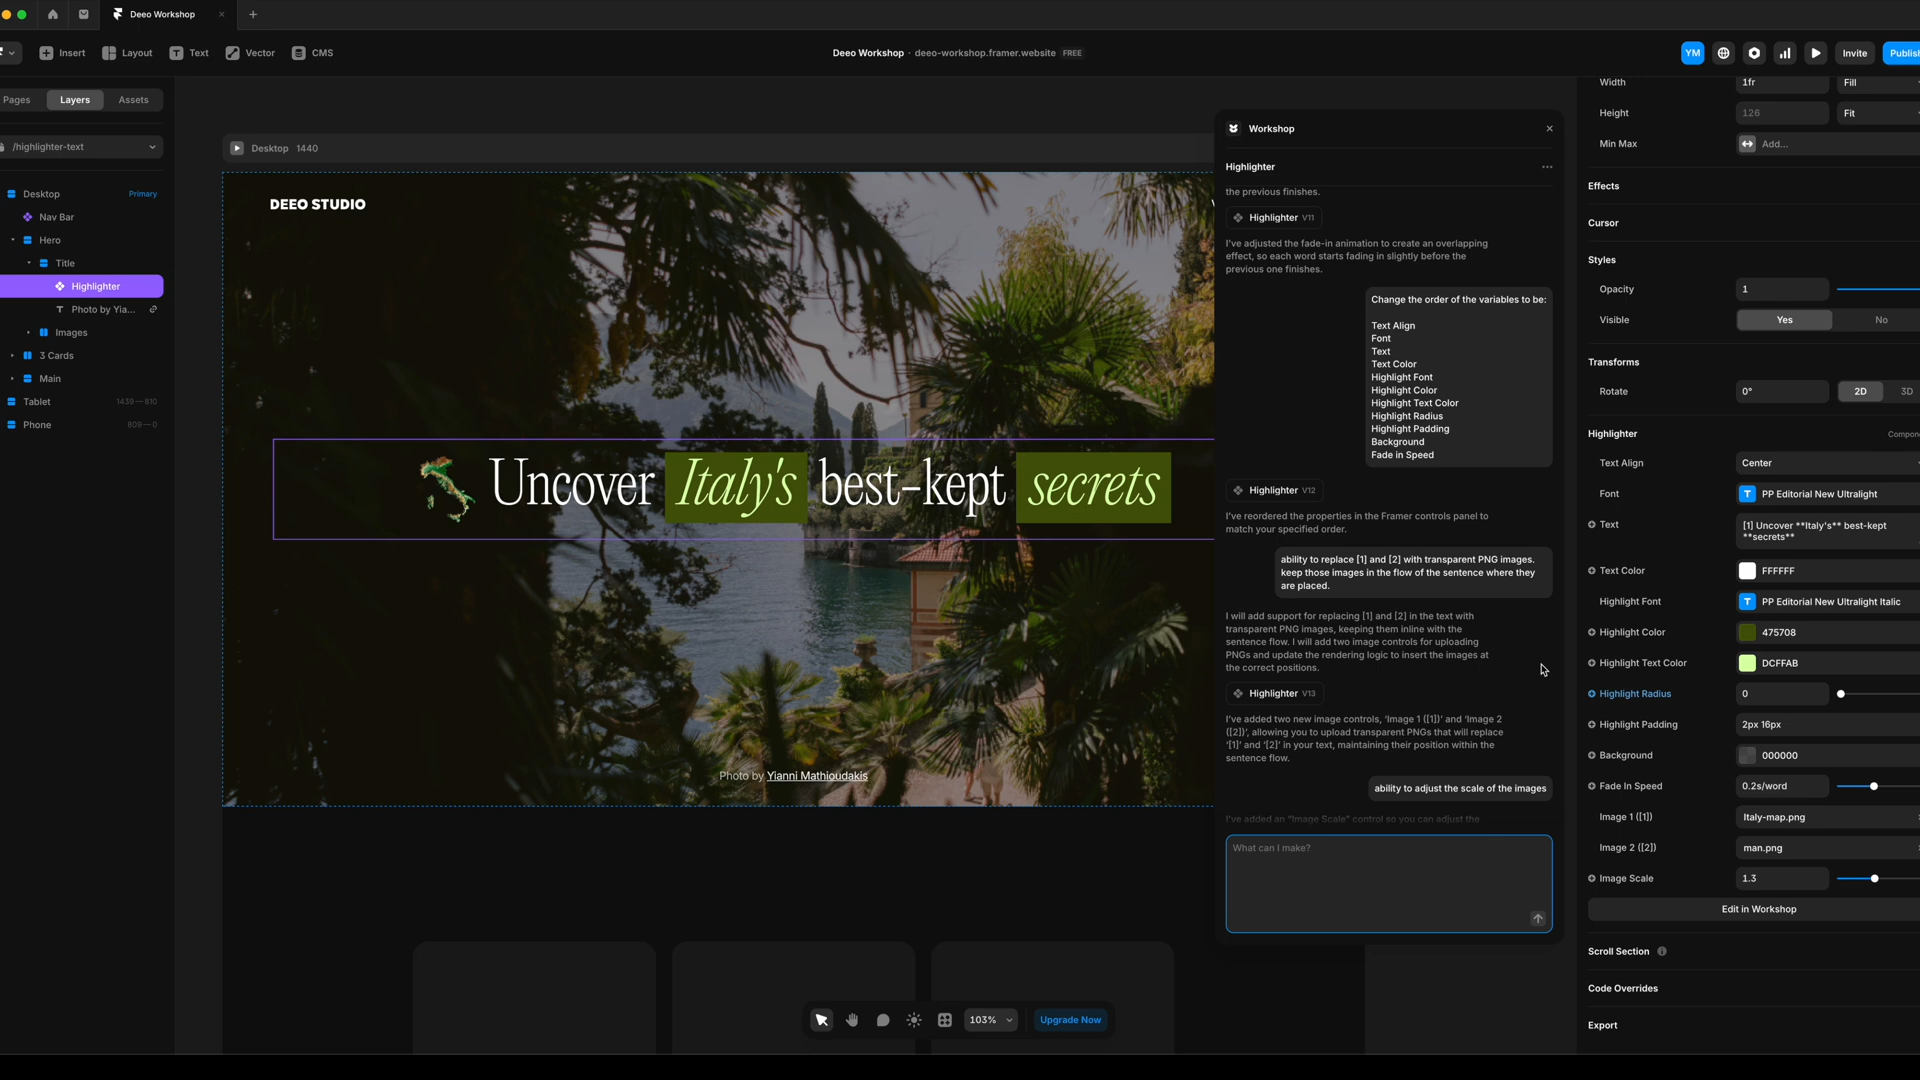 Deeo Workshop
Insert
Layout
Text
Vector
CMS
Deeo Workshop · deeo-workshop.framer.website FREE
YM
Invite
Publish
Pages
Layers
Assets
/highlighter-text
Desktop
Primary
Nav Bar
Hero
Title
Highlighter
Photo by Yia...
Images
3 Cards
Main
Tablet
1439 — 810
Phone
809 — 0
Desktop 1440
DEEO STUDIO
Uncover Italy's best-kept secrets
Photo by Yianni Mathioudakis
103%
Upgrade Now
Workshop
Highlighter
the previous finishes.
Highlighter V11
I've adjusted the fade-in animation to create an overlapping
effect, so each word starts fading in slightly before the
previous one finishes.
Change the order of the variables to be:
Text Align
Font
Text
Text Color
Highlight Font
Highlight Color
Highlight Text Color
Highlight Radius
Highlight Padding
Background
Fade in Speed
Highlighter V12
I've reordered the properties in the Framer controls panel to
match your specified order.
ability to replace [1] and [2] with transparent PNG images.
keep those images in the flow of the sentence where they
are placed.
I will add support for replacing [1] and [2] in the text with
transparent PNG images, keeping them inline with the
sentence flow. I will add two image controls for uploading
PNGs and update the rendering logic to insert the images at
the correct positions.
Highlighter V13
I've added two new image controls, 'Image 1 ([1])' and 'Image 2
([2])', allowing you to upload transparent PNGs that will replace
'[1]' and '[2]' in your text, maintaining their position within the
sentence flow.
ability to adjust the scale of the images
I've added an "Image Scale" control so you can adjust the
What can I make?
Width 1fr Fill
Height 126 Fit
Min Max Add...
Effects
Cursor
Styles
Opacity 1
Visible Yes No
Transforms
Rotate 0° 2D 3D
Highlighter
Text Align Center
Font PP Editorial New Ultralight
Text [1] Uncover **Italy's** best-kept
**secrets**
Text Color FFFFFF
Highlight Font PP Editorial New Ultralight Italic
Highlight Color 475708
Highlight Text Color DCFFAB
Highlight Radius 0
Highlight Padding 2px 16px
Background 000000
Fade In Speed 0.2s/word
Image 1 ([1]) Italy-map.png
Image 2 ([2]) man.png
Image Scale 1.3
Edit in Workshop
Scroll Section
Code Overrides
Export